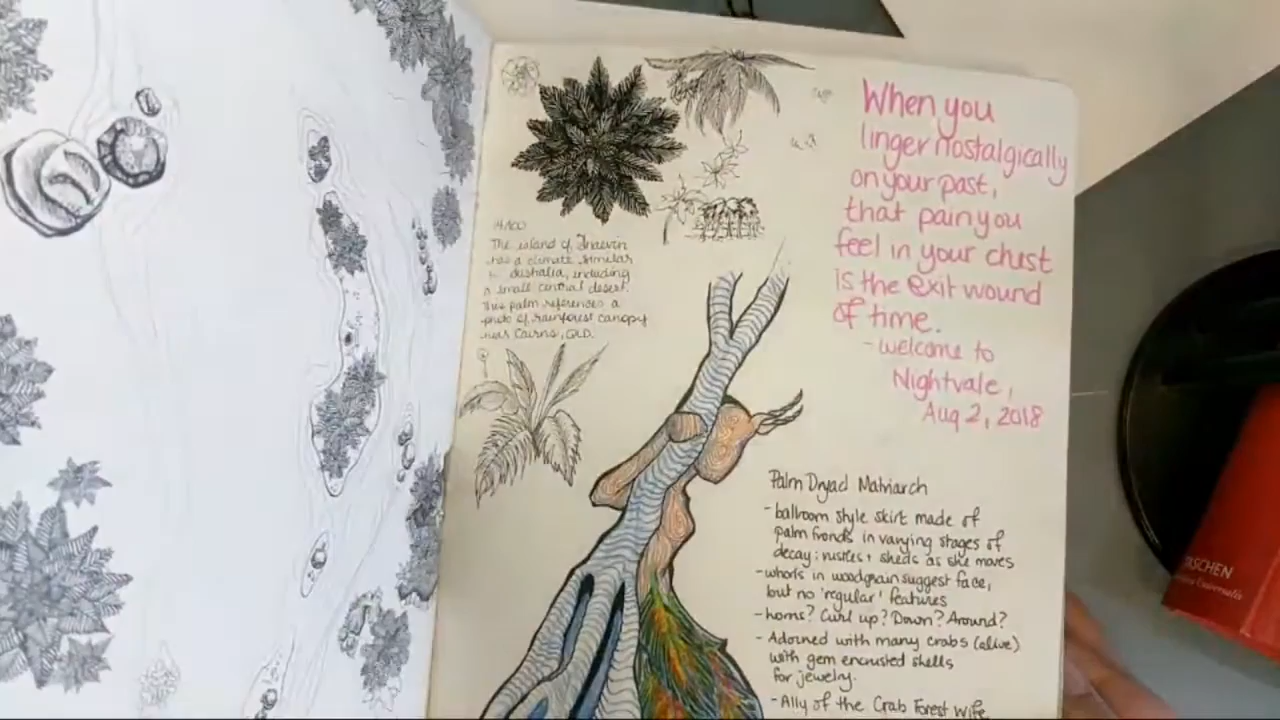 When you
linger nostalgically
on your past,
that pain you
feel in your chest
is the exit wound
of time.
- welcome to
Nightvale,
Aug 2, 2018
The island of
has a climate similar
to Australia, including
a small central desert.
This palm references a
photo of rainforest canopy
near Cairns, QLD.
Palm Dryad Matriarch
- ballroom style skirt made of
palm fronds in varying stages of
decay: rustles + sheds as she moves
- whorls in woodgrain suggest face,
but no 'regular' features
- horns? Curl up? Down? Around?
- Adorned with many crabs (alive)
with gem encrusted shells
for jewelry.
- Ally of the Crab Forest Wife
TASCHEN
Universalis